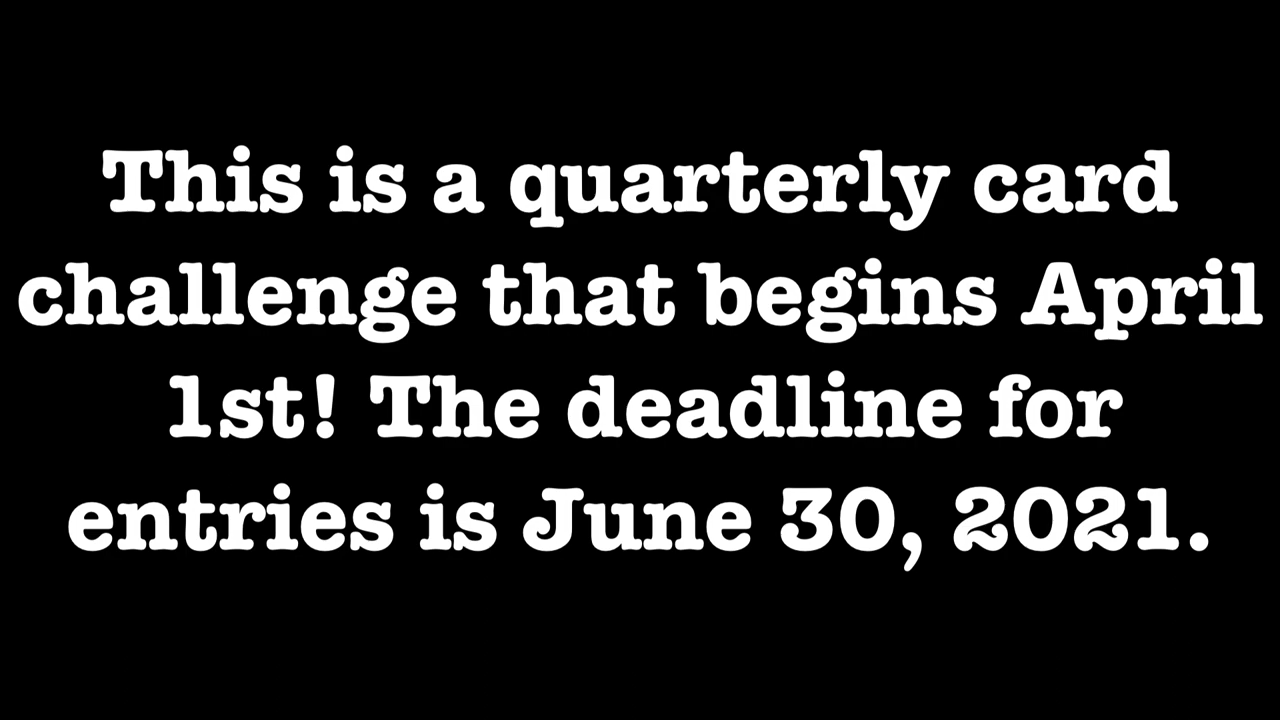 This is a quarterly card
challenge that begins April
1st! The deadline for
entries is June 30, 2021.